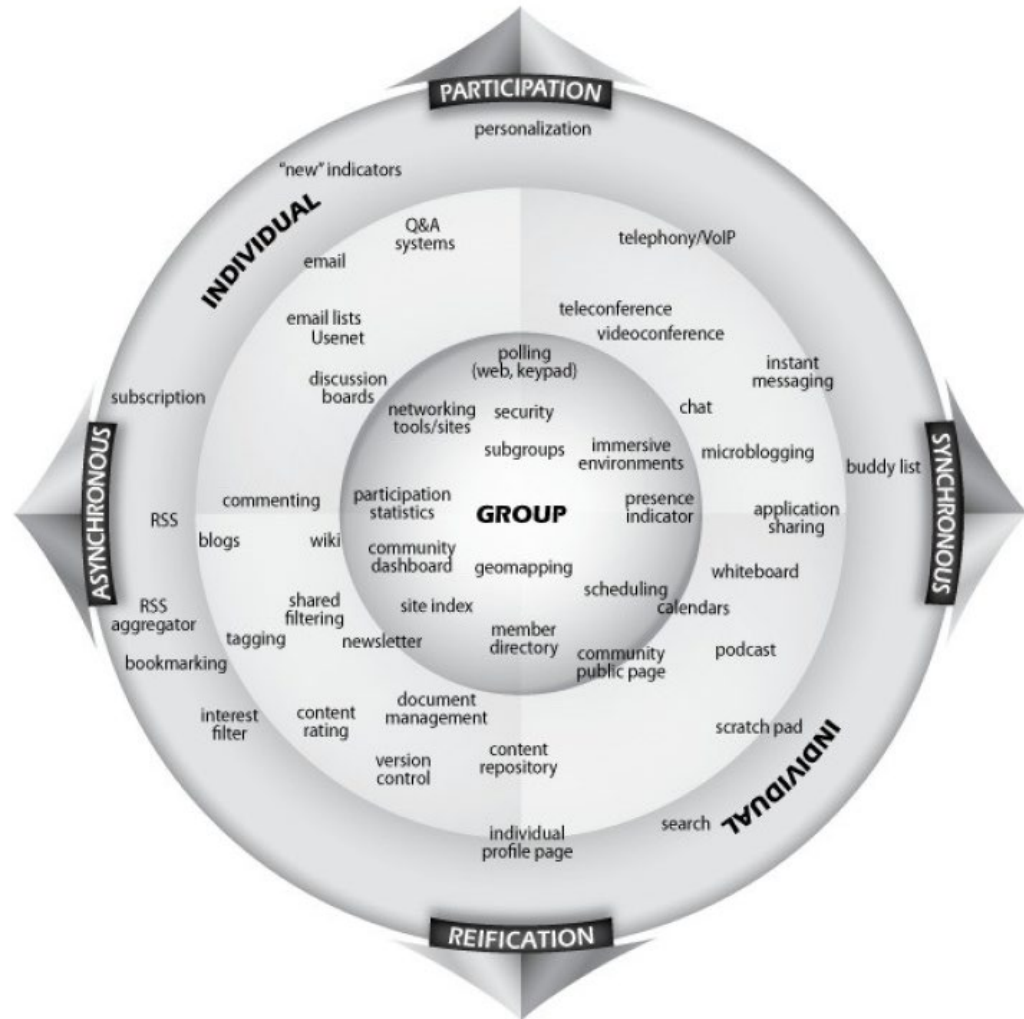 PARTICIPATION
personalization
"new" indicators
INDIVIDUAL
Q&A
systems
telephony/VoIP
email
teleconference
email lists
Usenet
videoconference
polling
(web, keypad)
instant
messaging
discussion
boards
subscription
networking
tools/sites
security
chat
subgroups
immersive
environments
microblogging
buddy list
ASYNCHRONOUS
SYNCHRONOUS
commenting
participation
statistics
GROUP
presence
indicator
application
sharing
RSS
blogs
wiki
community
dashboard
geomapping
whiteboard
scheduling
calendars
RSS
aggregator
shared
filtering
site index
tagging
newsletter
member
directory
community
public page
podcast
bookmarking
interest
filter
content
rating
document
management
scratch pad
version
control
content
repository
INDIVIDUAL
search
individual
profile page
REIFICATION